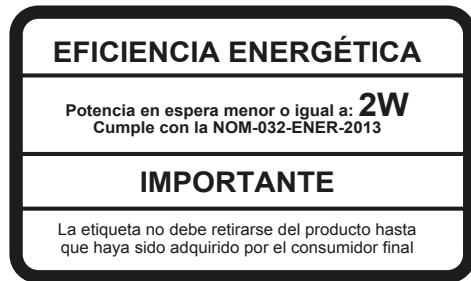 EFICIENCIA ENERGÉTICA
Potencia en espera menor o igual a: 2W
Cumple con la NOM-032-ENER-2013
IMPORTANTE
La etiqueta no debe retirarse del producto hasta
que haya sido adquirido por el consumidor final